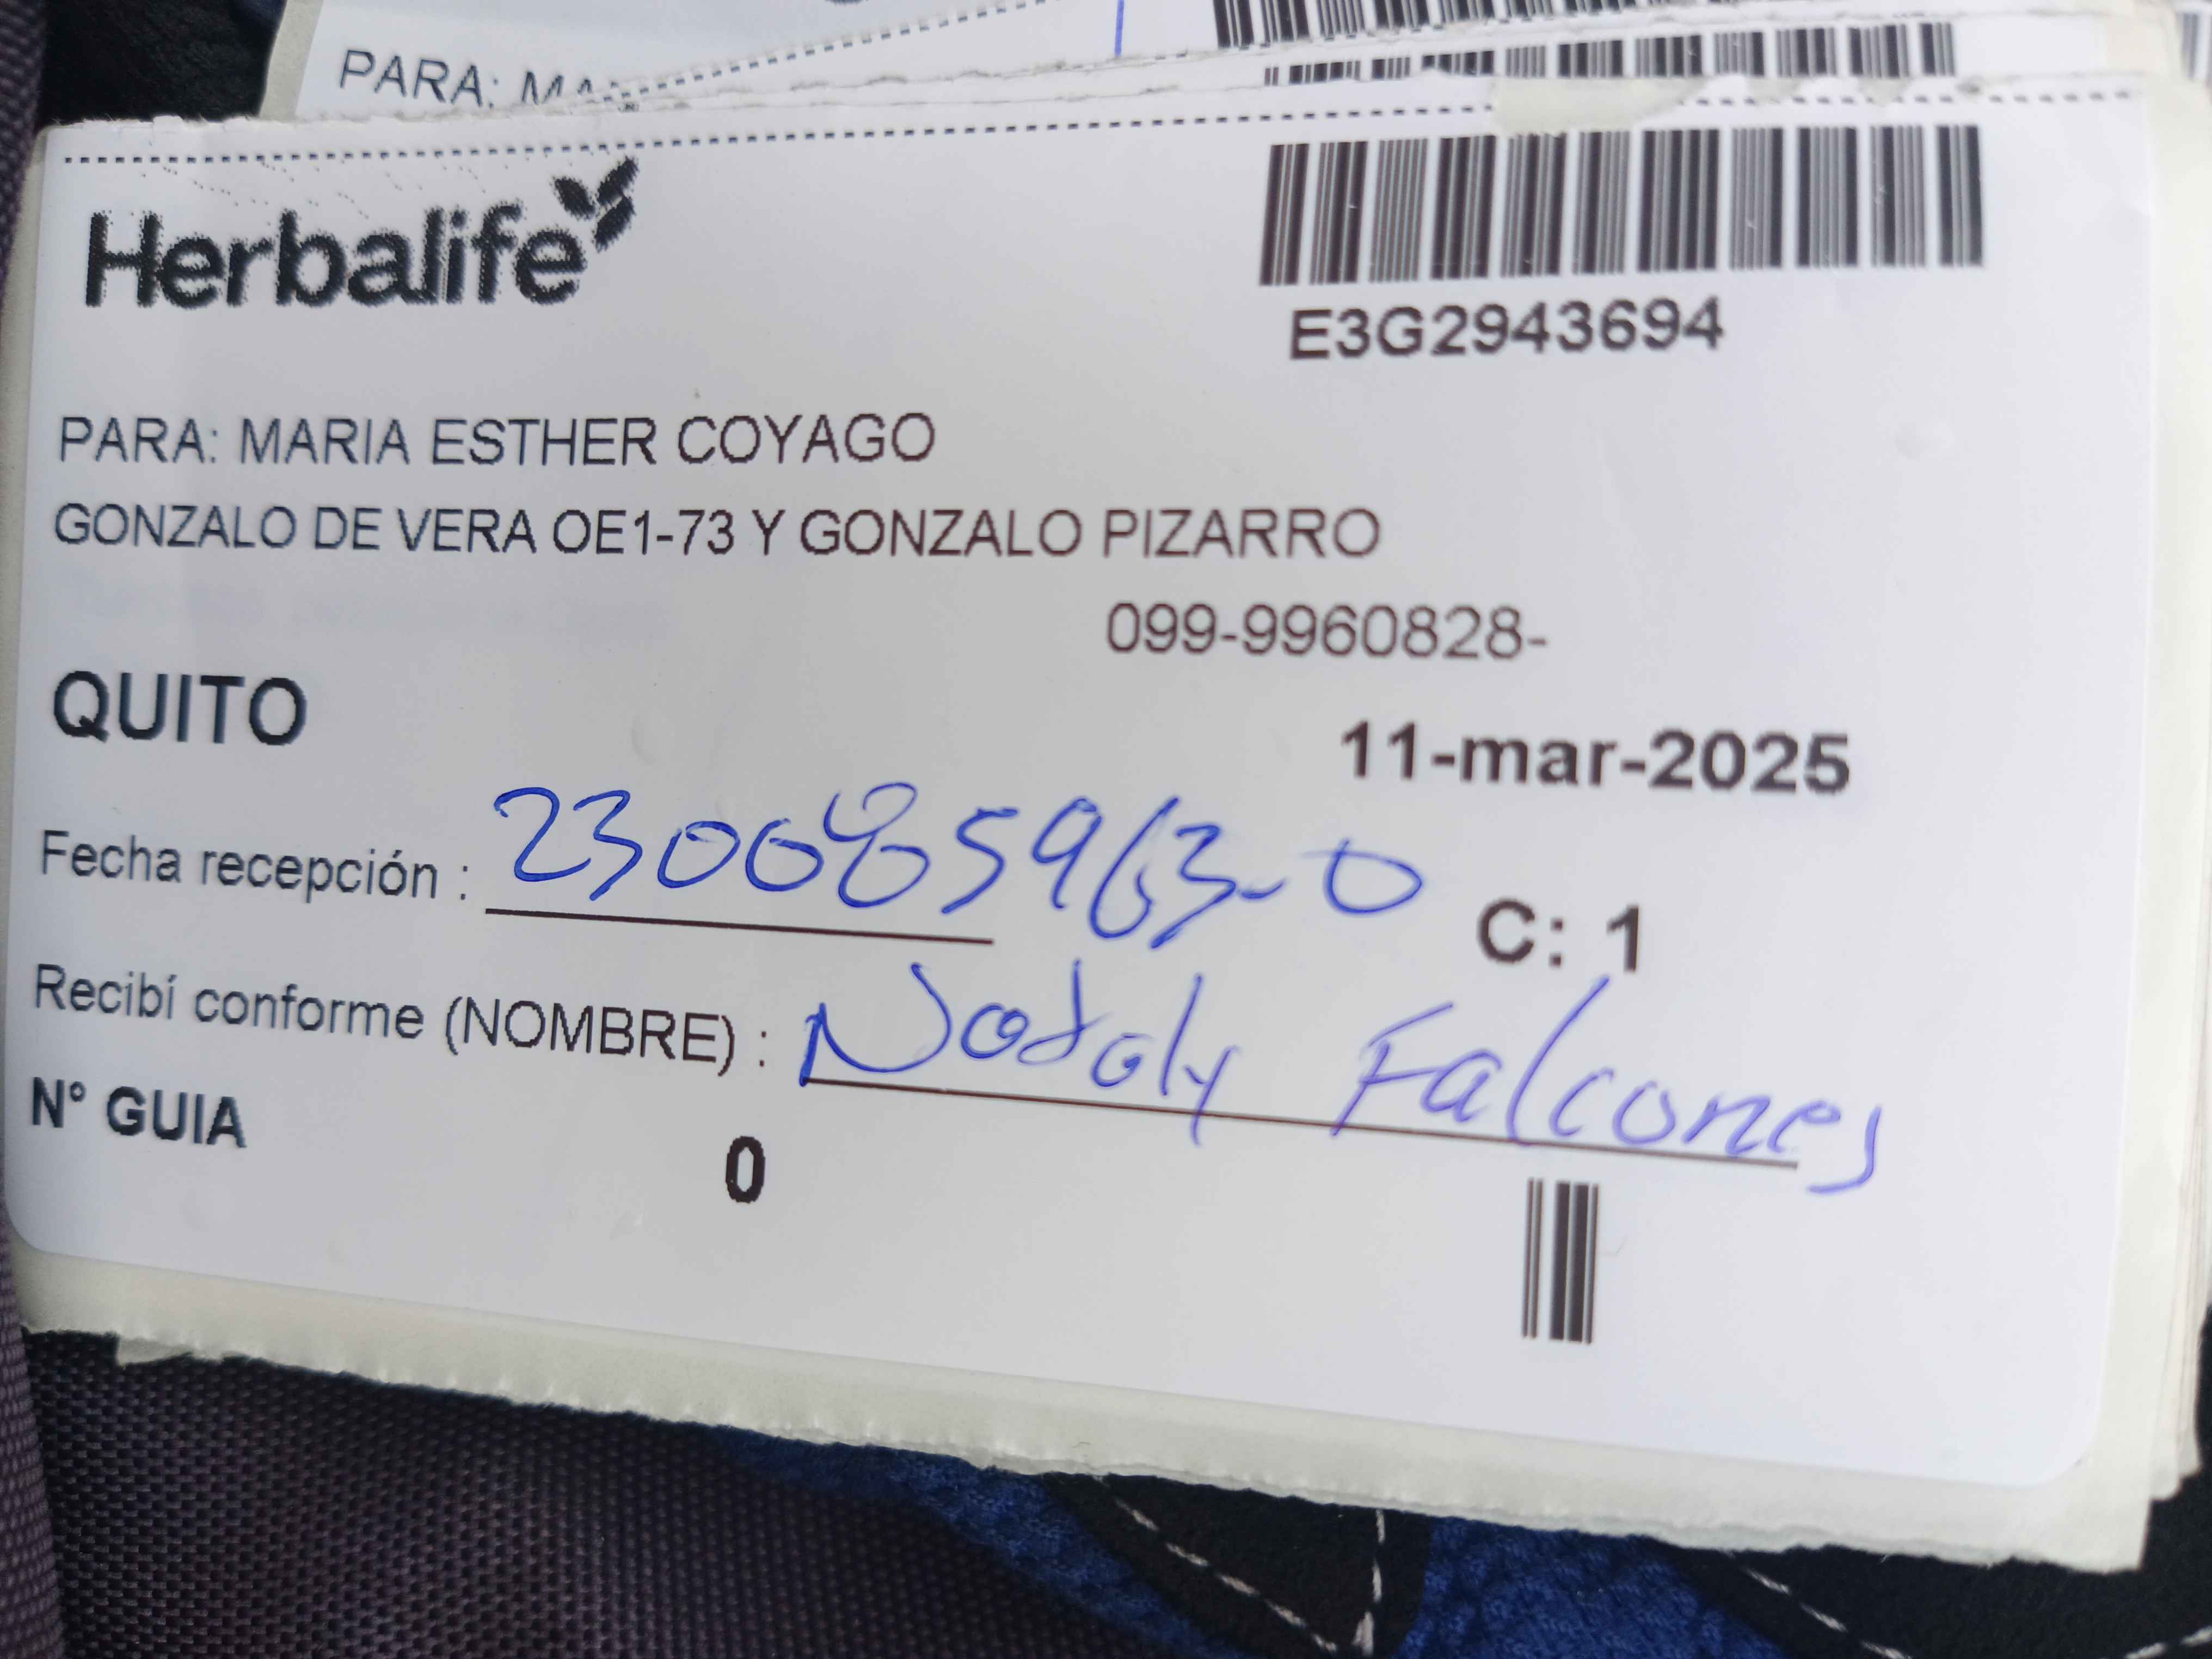 PARA: MA
Herbalife
E3G2943694
PARA: MARIA ESTHER COYAGO
GONZALO DE VERA OE1-73 Y GONZALO PIZARRO
099-9960828-
QUITO
11-mar-2025
Fecha recepción : 230085963-0
C: 1
Recibí conforme (NOMBRE) : Nataly Falcones
N° GUIA
0